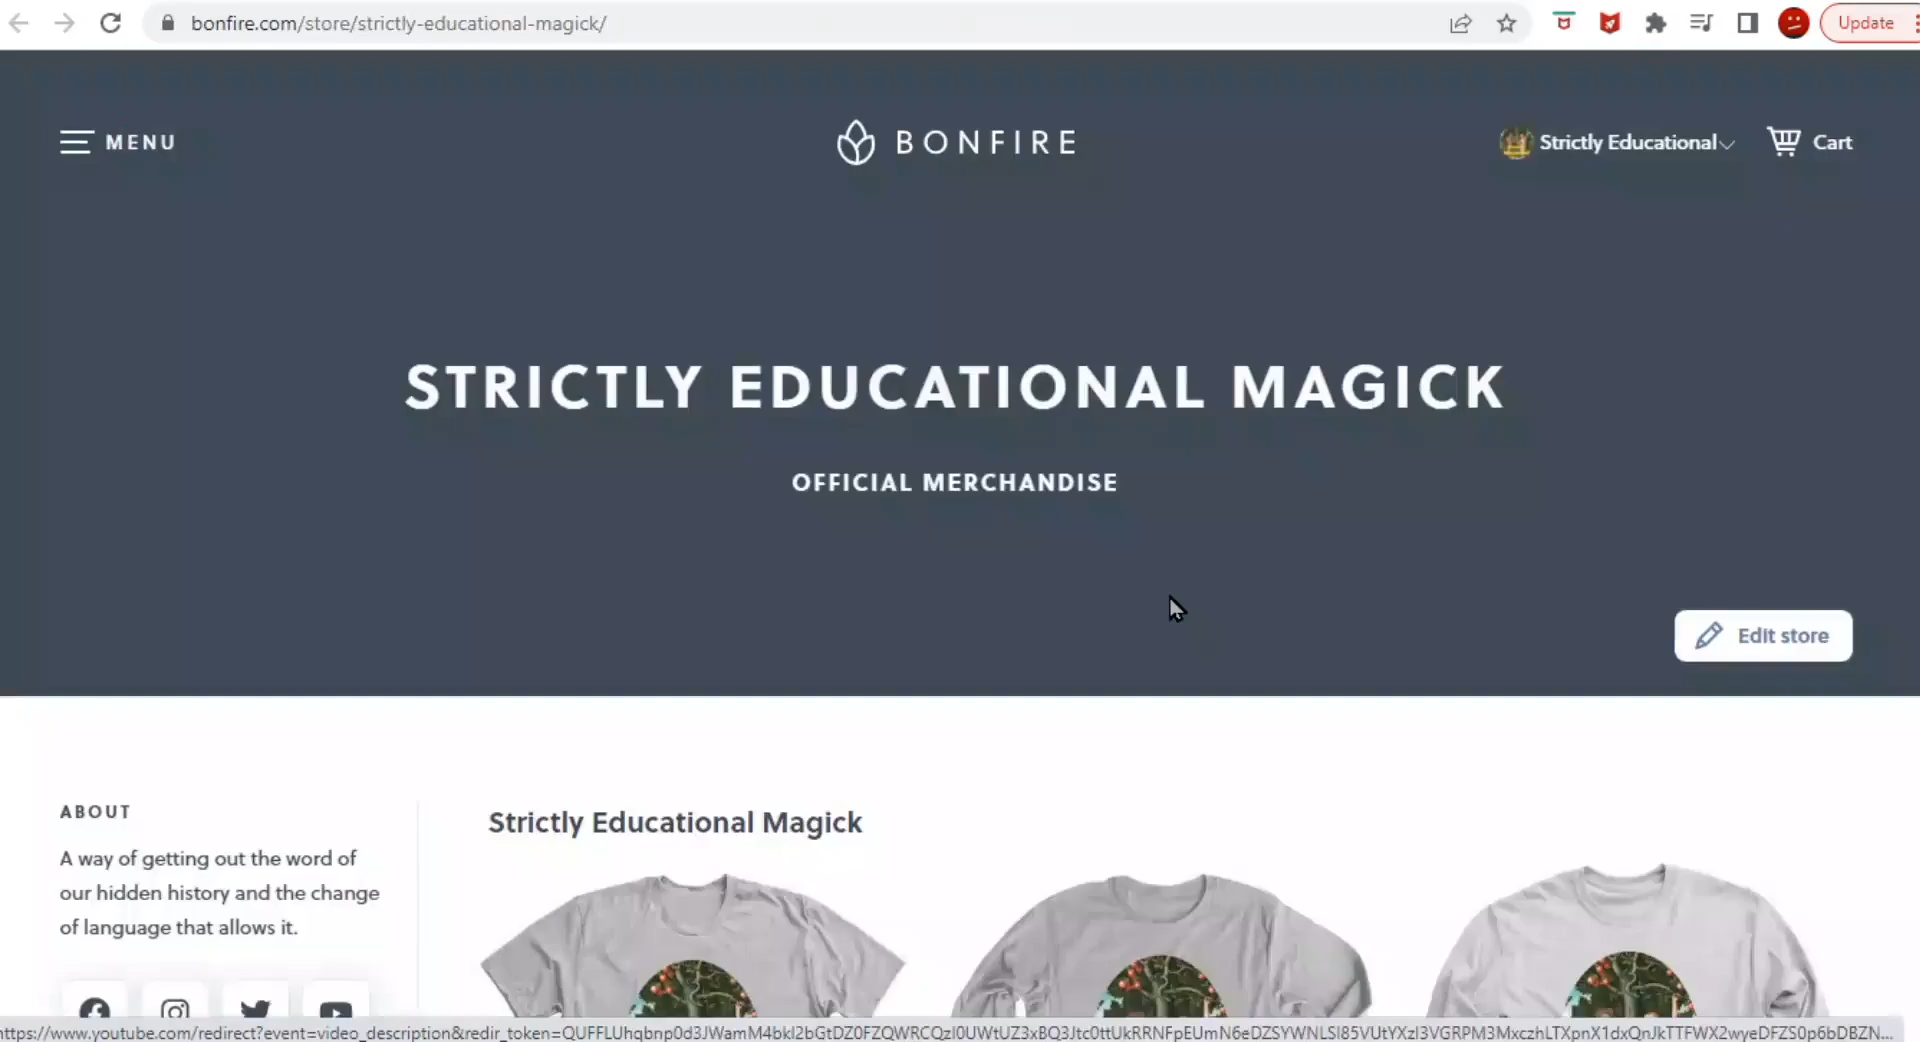 bonfire.com/store/strictly-educational-magick/
Update
MENU
BONFIRE
Strictly Educational
Cart
STRICTLY EDUCATIONAL MAGICK
OFFICIAL MERCHANDISE
Edit store
ABOUT
A way of getting out the word of
our hidden history and the change
of language that allows it.
Strictly Educational Magick